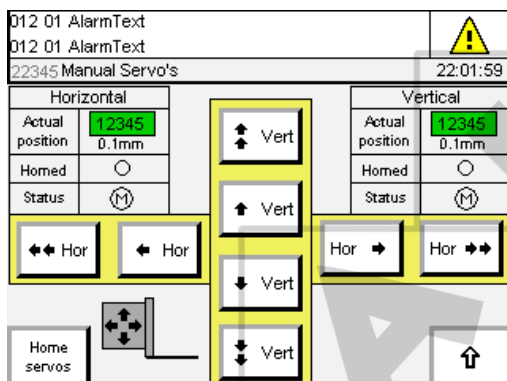 012 01 AlarmText
012 01 AlarmText
22345 Manual Servo's 22:01:59
Horizontal
Actual position 12345 0.1mm
Homed
Status M
Vertical
Actual position 12345 0.1mm
Homed
Status M
Vert
Vert
Hor Hor Hor Hor
Vert
Vert
Home
servos